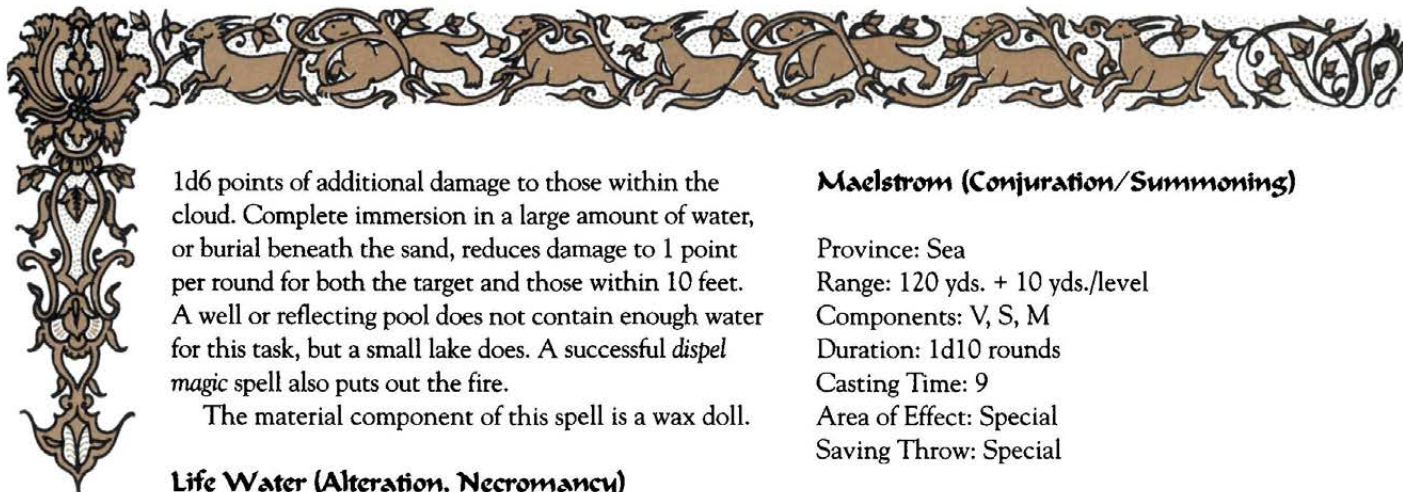 1d6 points of additional damage to those within the
cloud. Complete immersion in a large amount of water,
or burial beneath the sand, reduces damage to 1 point
per round for both the target and those within 10 feet.
A well or reflecting pool does not contain enough water
for this task, but a small lake does. A successful dispel
magic spell also puts out the fire.
The material component of this spell is a wax doll.
Life Water (Alteration, Necromancy)
Maelstrom (Conjuration/Summoning)
Province: Sea
Range: 120 yds. + 10 yds./level
Components: V, S, M
Duration: 1d10 rounds
Casting Time: 9
Area of Effect: Special
Saving Throw: Special